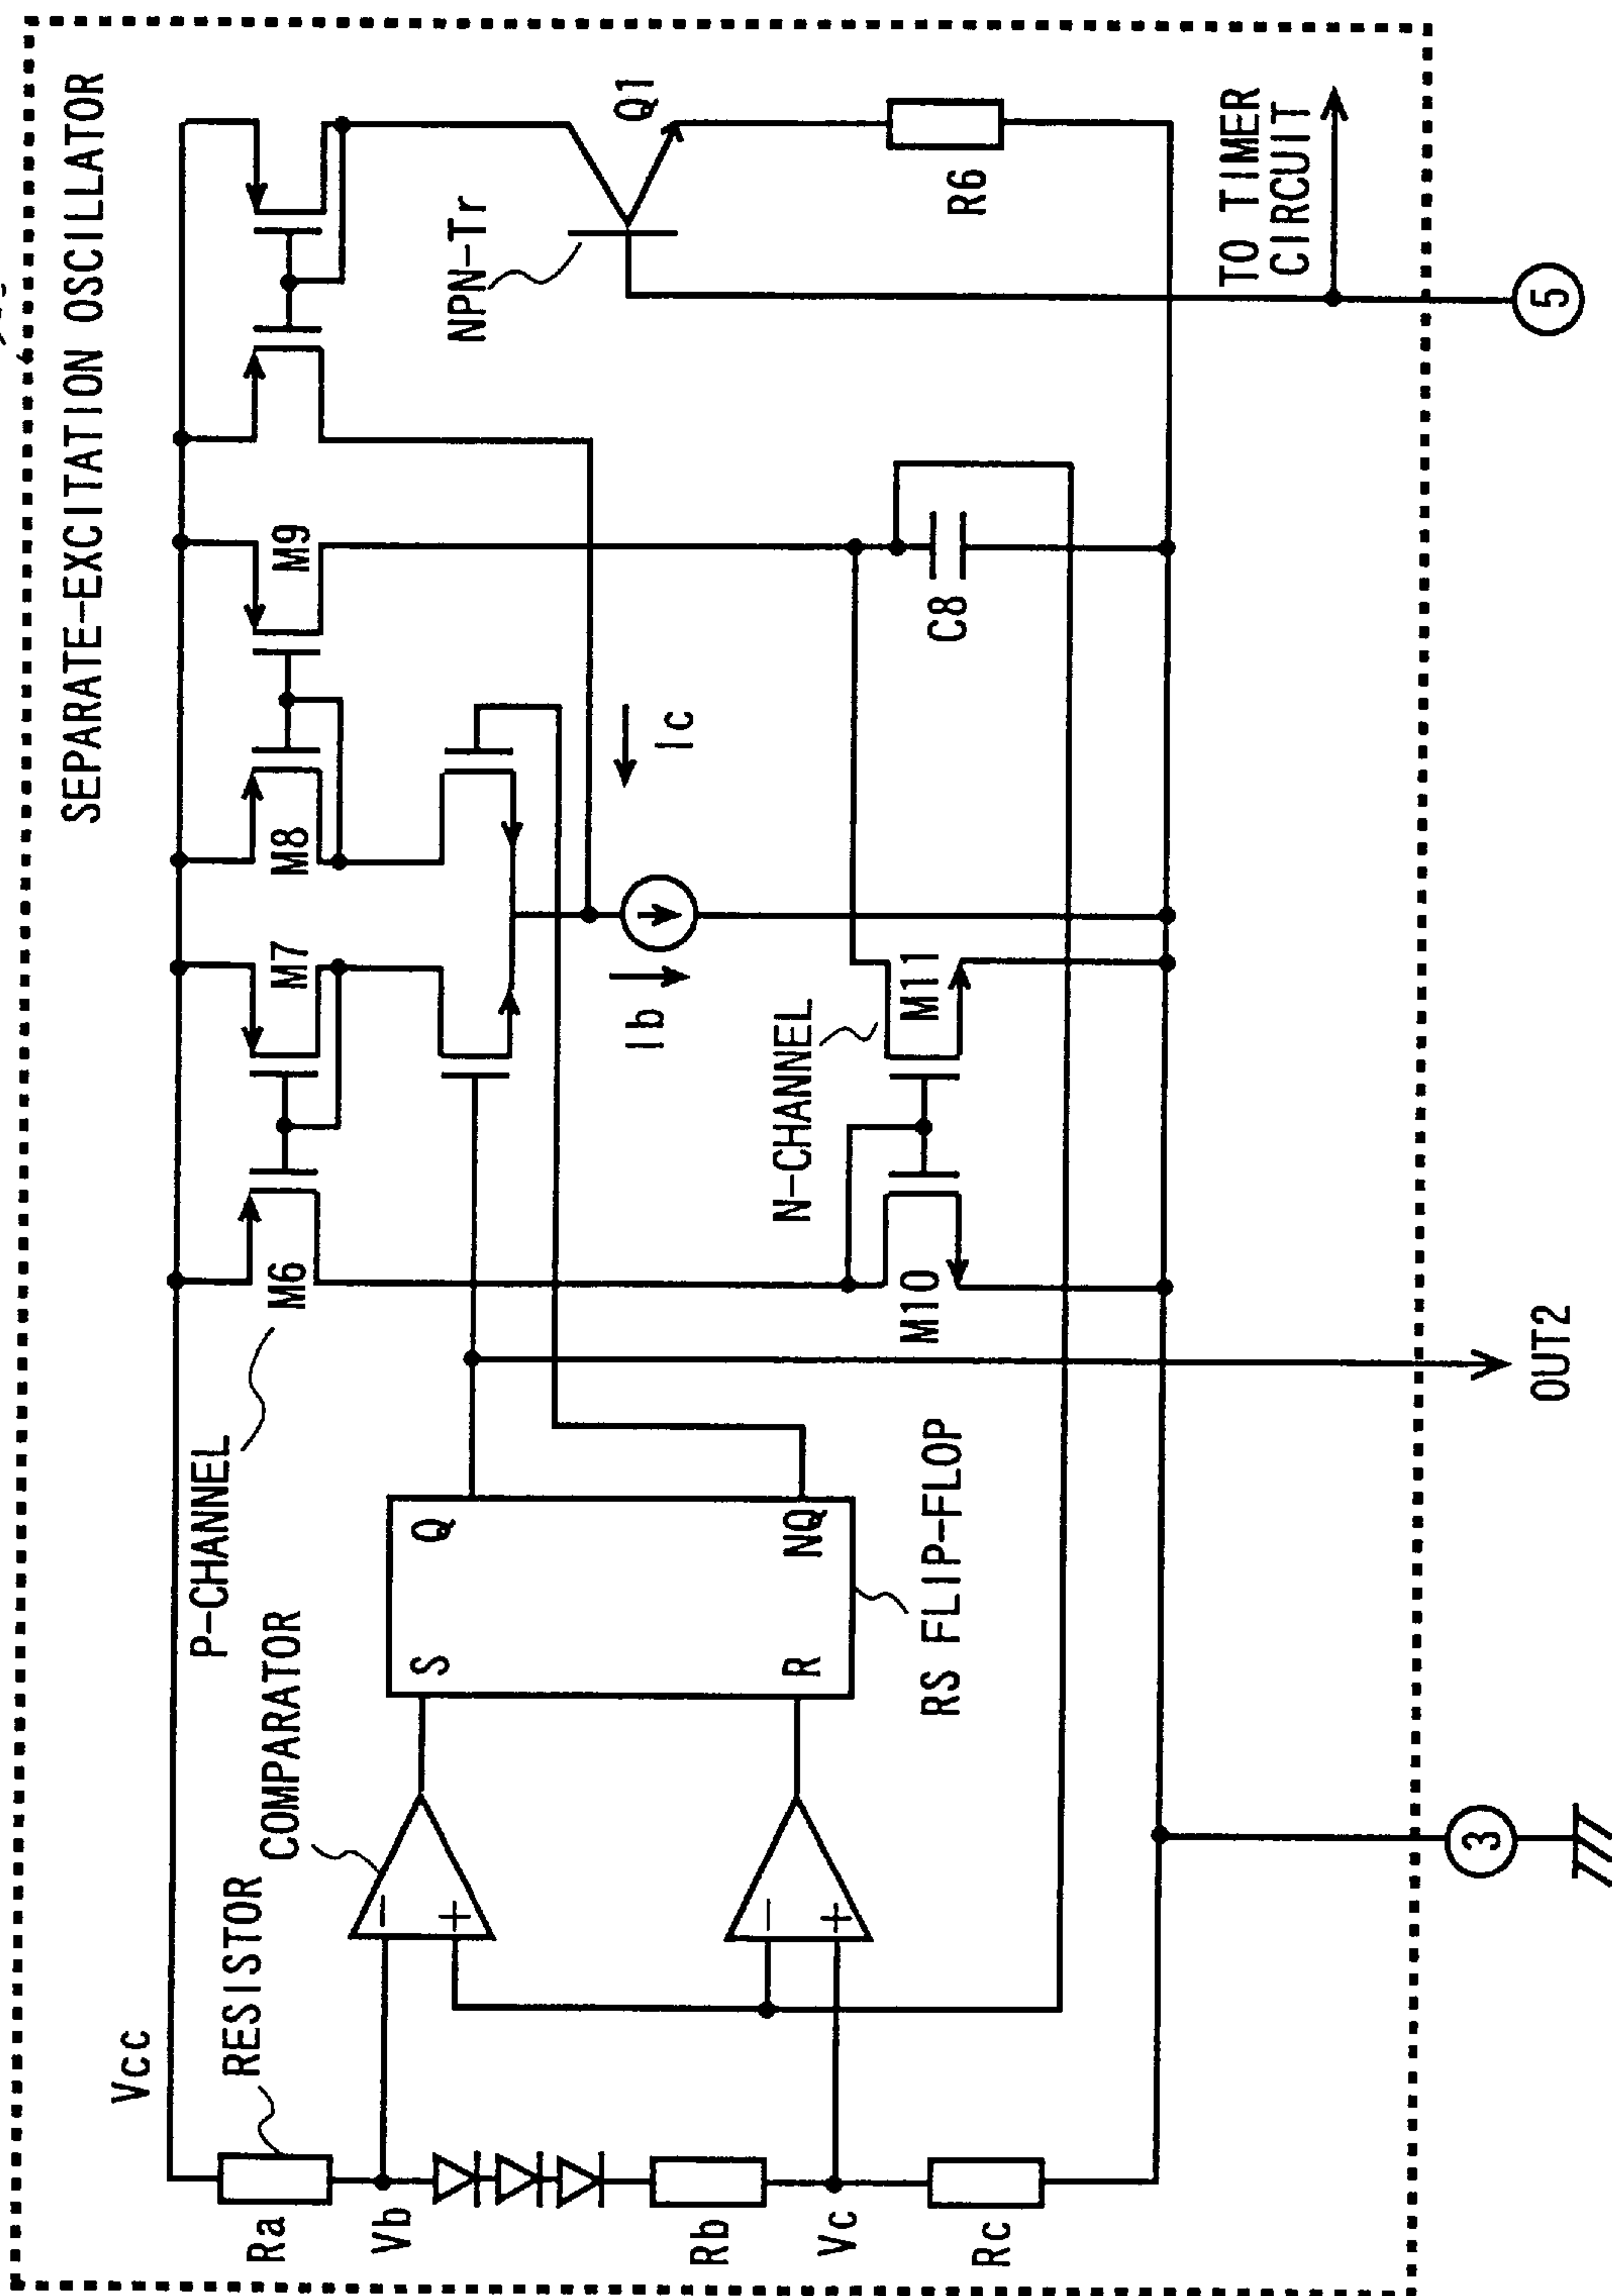 SEPARATE-EXCITATION OSCILLATOR
Vcc
RESISTOR
Ra
Vb
Rb
Vc
Rc
COMPARATOR
-
+
-
+
P-CHANNEL
S
Q
R
NQ
RS FLIP-FLOP
M6
M7
M8
M9
Ib
Ic
N-CHANNEL
M10
M11
C8
NPN-Tr
Q1
R6
TO TIMER
CIRCUIT
OUT2
3
5